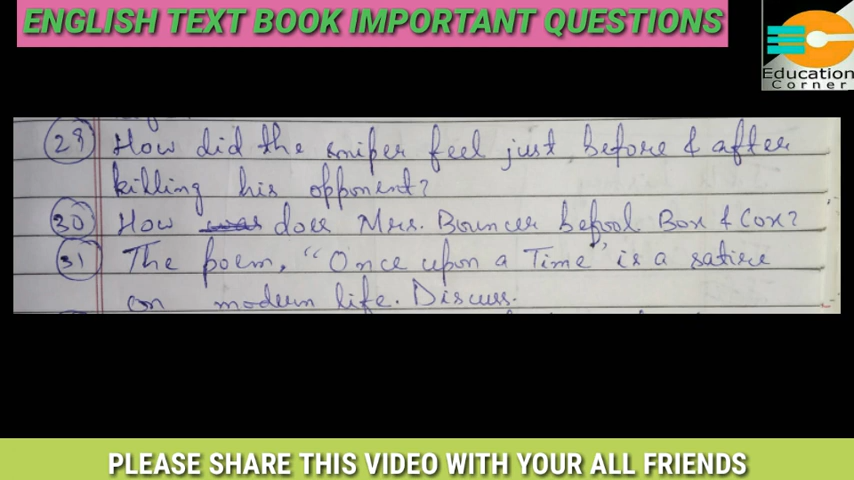 ENGLISH TEXT BOOK IMPORTANT QUESTIONS
Education
Corner
29 How did the sniper feel just before & after
killing his opponent?
30 How was does Mrs. Bouncer befool Box & Cox?
31 The poem, "Once upon a Time" is a satire
on modern life. Discuss.
PLEASE SHARE THIS VIDEO WITH YOUR ALL FRIENDS